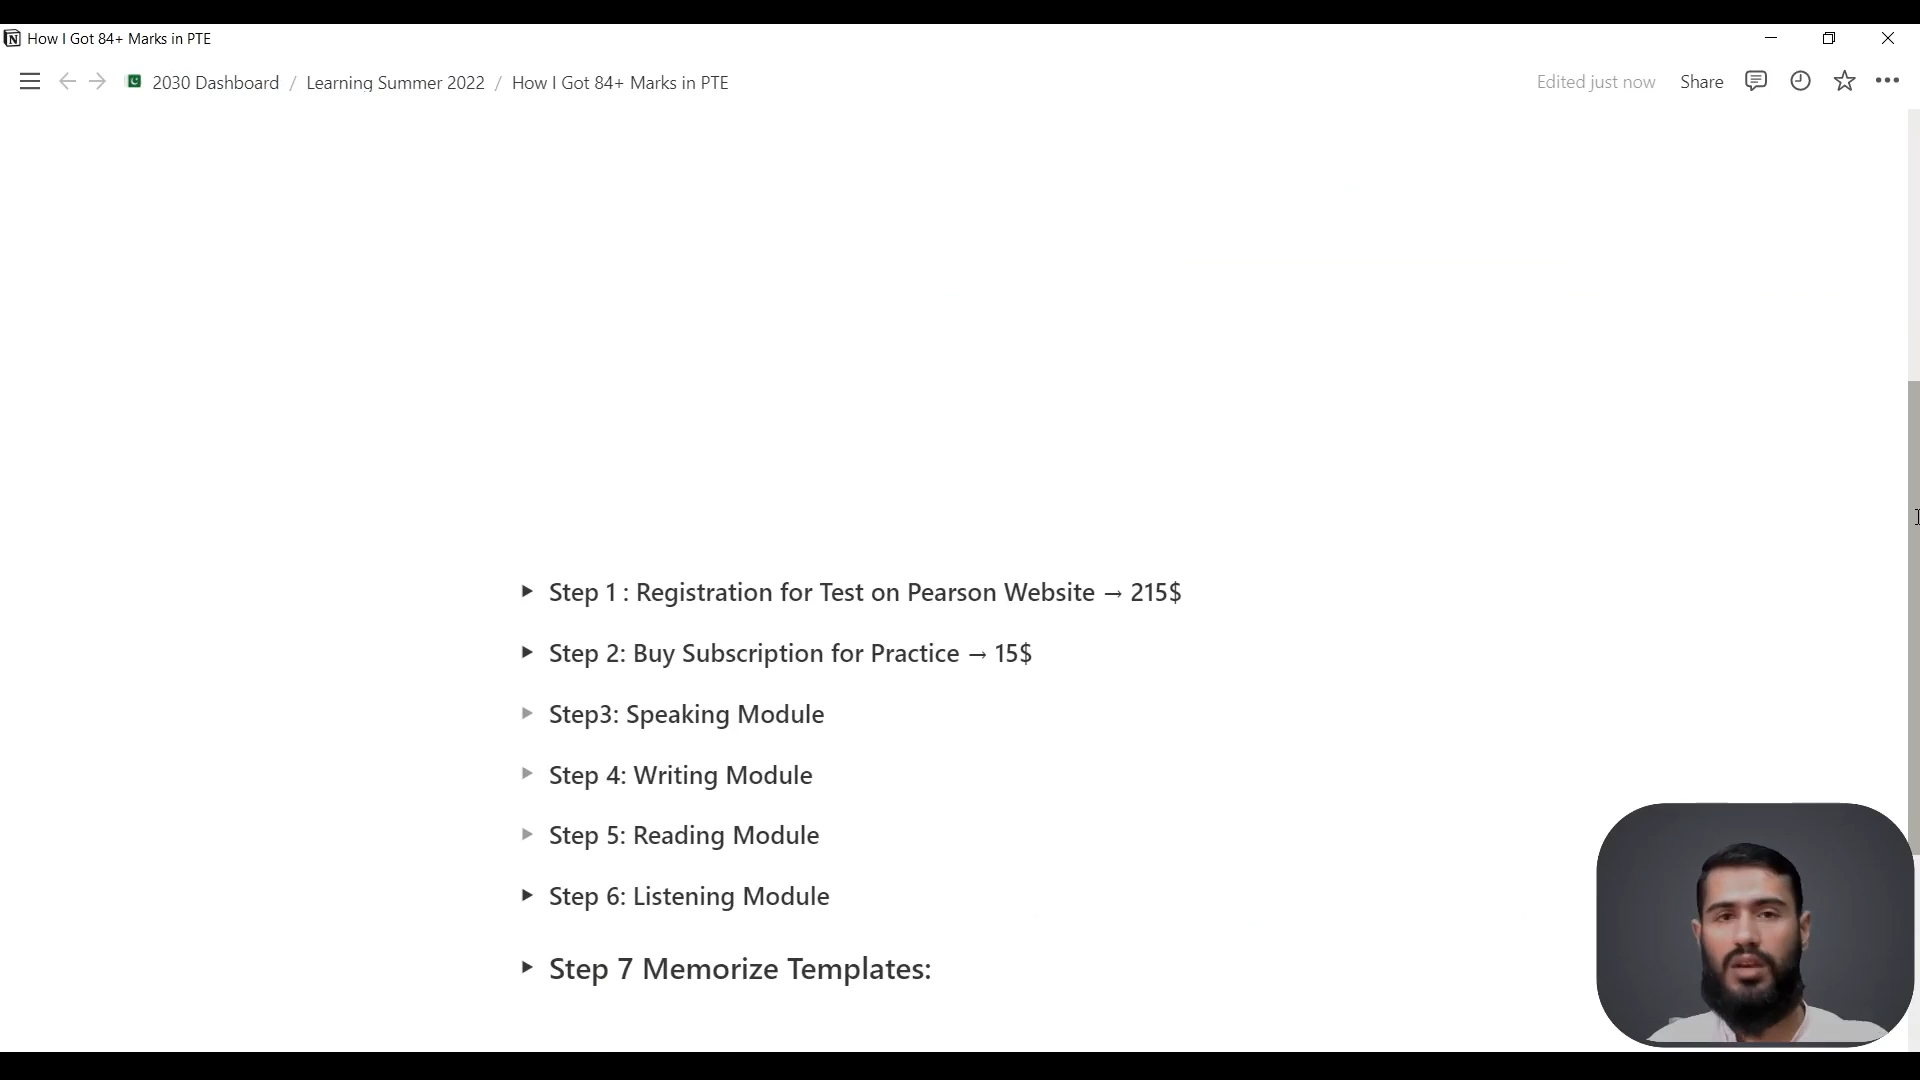 How I Got 84+ Marks in PTE
2030 Dashboard / Learning Summer 2022 / How I Got 84+ Marks in PTE
Edited just now Share
Step 1 : Registration for Test on Pearson Website → 215$
Step 2: Buy Subscription for Practice → 15$
Step3: Speaking Module
Step 4: Writing Module
Step 5: Reading Module
Step 6: Listening Module
Step 7 Memorize Templates: